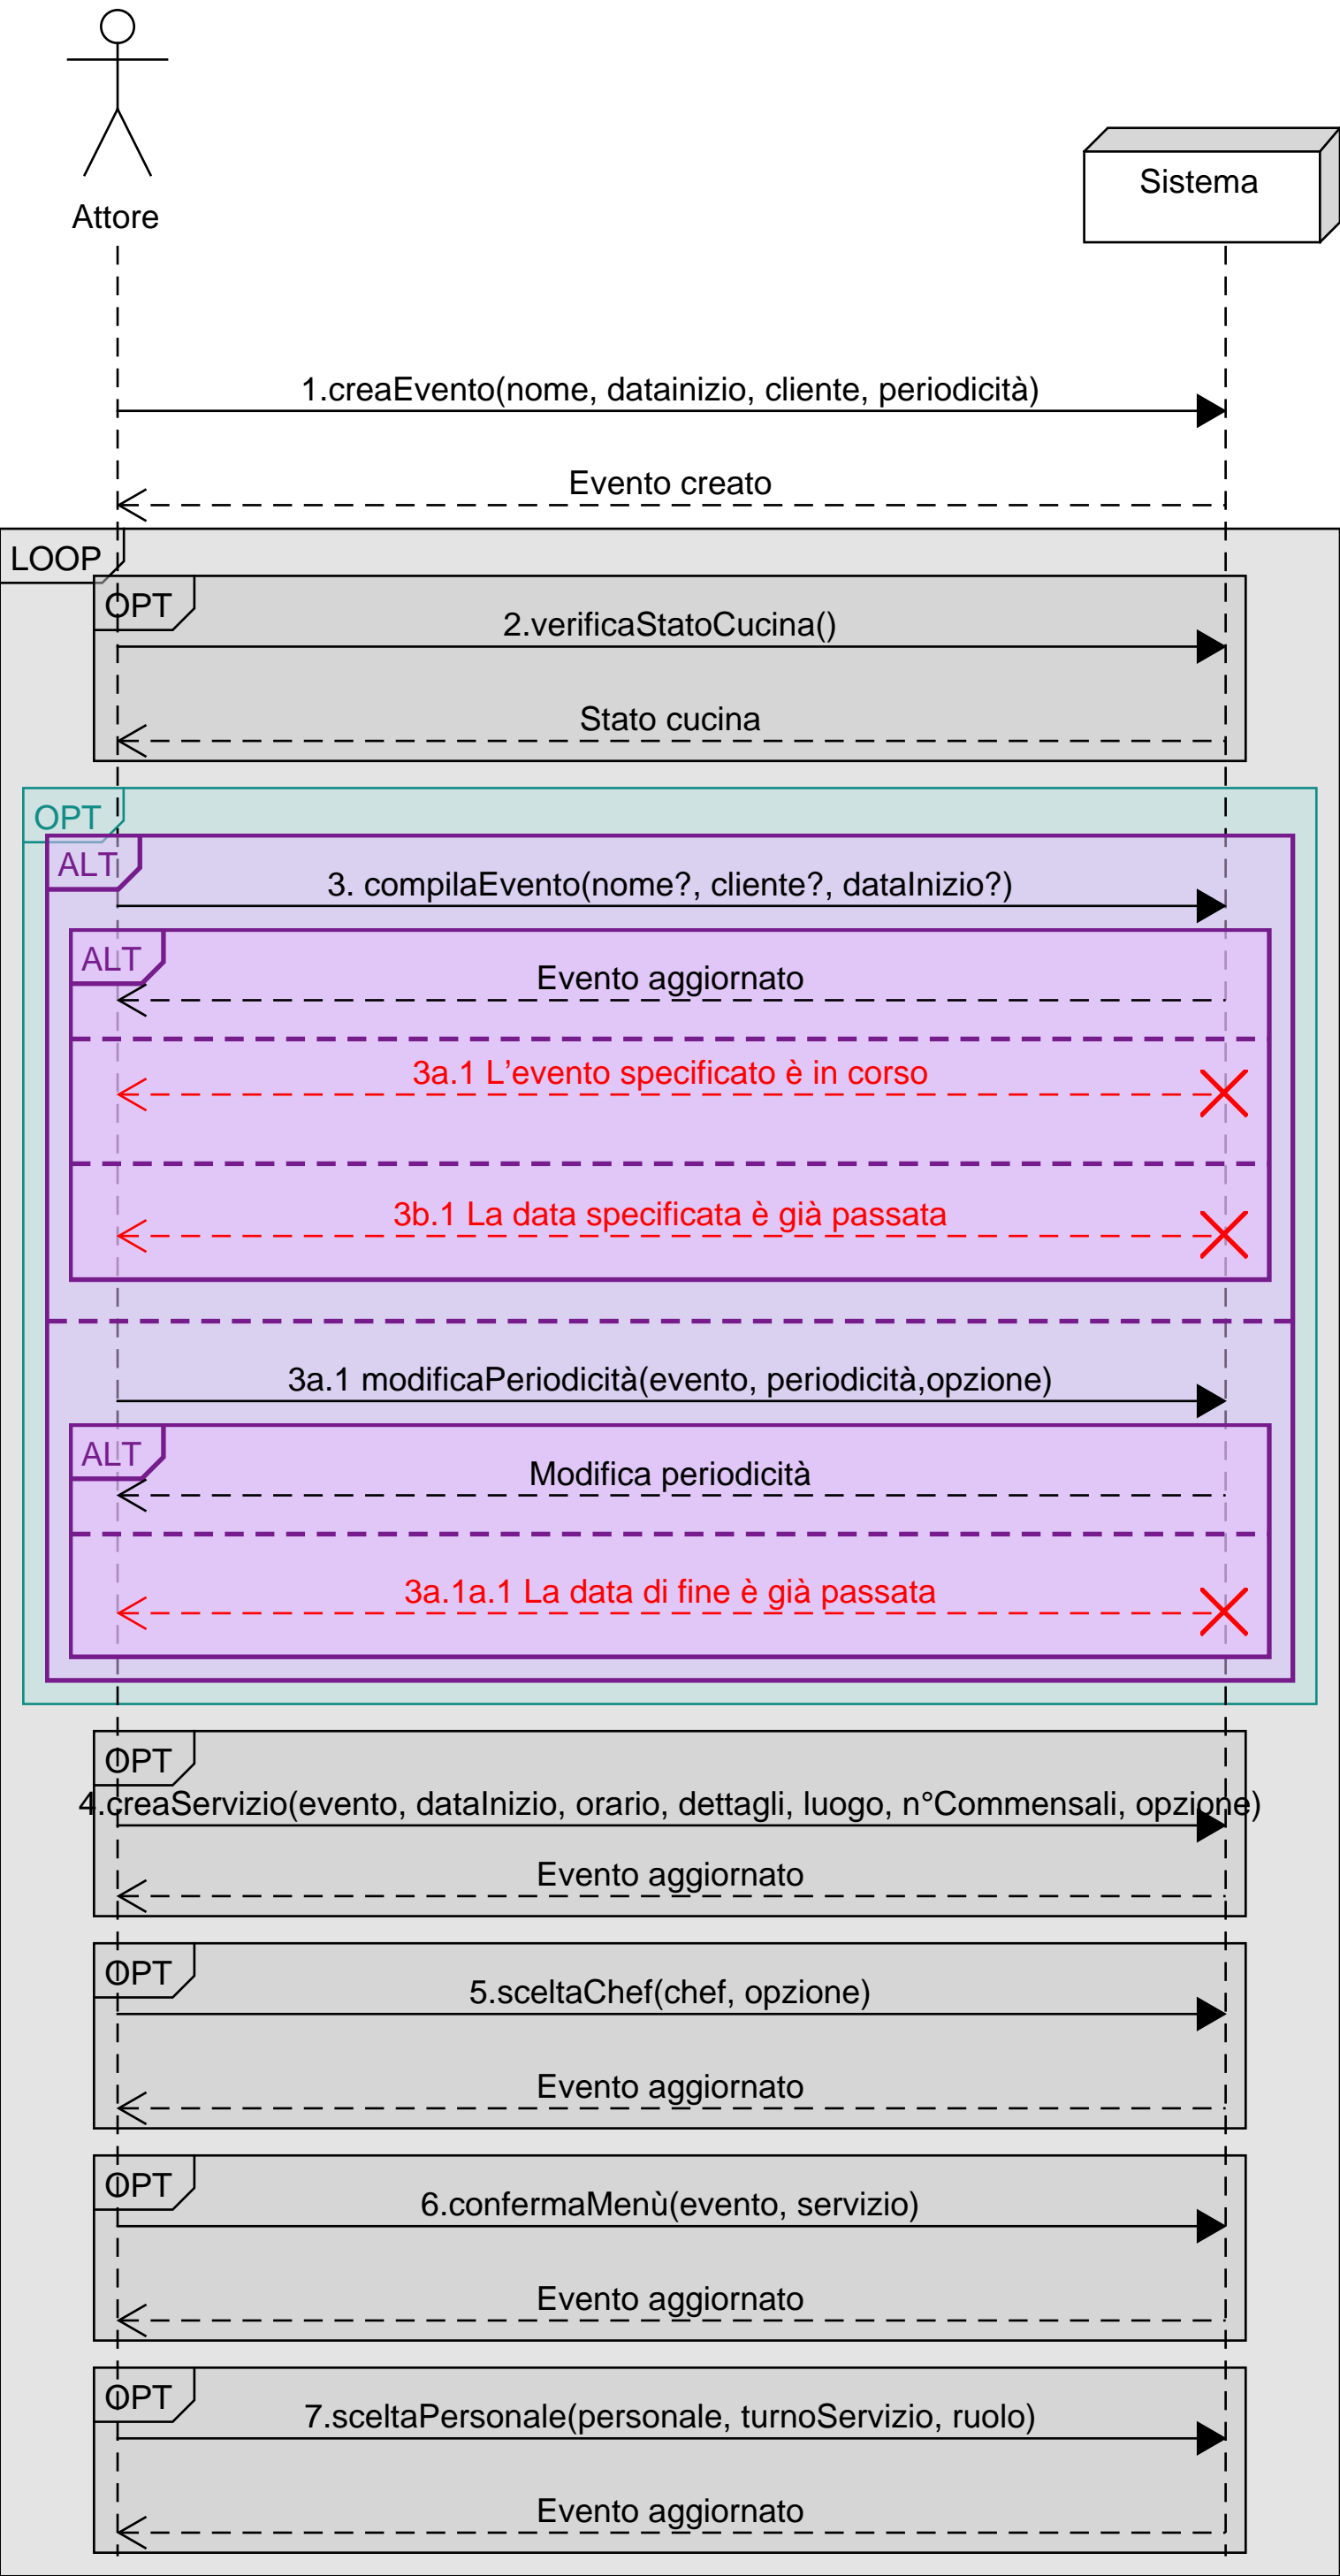 Attore
Sistema
1.creaEvento(nome, datainizio, cliente, periodicità)
Evento creato
LOOP
OPT
2.verificaStatoCucina()
Stato cucina
OPT
ALT
3. compilaEvento(nome?, cliente?, dataInizio?)
ALT
Evento aggiornato
3a.1 L'evento specificato è in corso
3b.1 La data specificata è già passata
3a.1 modificaPeriodicità(evento, periodicità,opzione)
ALT
Modifica periodicità
3a.1a.1 La data di fine è già passata
OPT
4.creaServizio(evento, dataInizio, orario, dettagli, luogo, n°Commensali, opzione)
Evento aggiornato
OPT
5.sceltaChef(chef, opzione)
Evento aggiornato
OPT
6.confermaMenù(evento, servizio)
Evento aggiornato
OPT
7.sceltaPersonale(personale, turnoServizio, ruolo)
Evento aggiornato